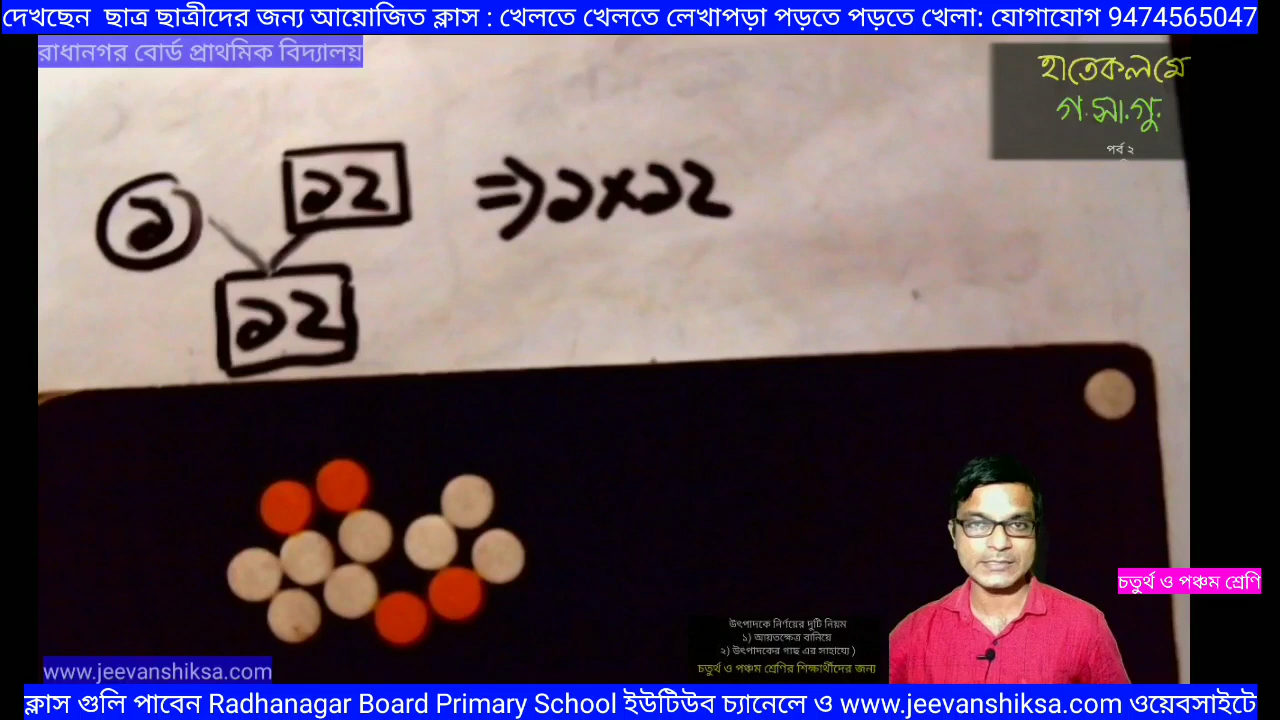 দেখছেন ছাত্র ছাত্রীদের জন্য আয়োজিত ক্লাস : খেলতে খেলতে লেখাপড়া পড়তে পড়তে খেলা: যোগাযোগ 9474565047
রাধানগর বোর্ড প্রাথমিক বিদ্যালয়
হাতেকলমে
গ.সা.গু.
পর্ব ২
১ ১২ ⇒১×১২
১২
চতুর্থ ও পঞ্চম শ্রেণি
উৎপাদকে নির্ণয়ের দুটি নিয়ম
১) আয়তক্ষেত্র বানিয়ে
২) উৎপাদকের গাছ এর সাহায্যে )
চতুর্থ ও পঞ্চম শ্রেণির শিক্ষার্থীদের জন্য
www.jeevanshiksa.com
ক্লাস গুলি পাবেন Radhanagar Board Primary School ইউটিউব চ্যানেলে ও www.jeevanshiksa.com ওয়েবসাইটে